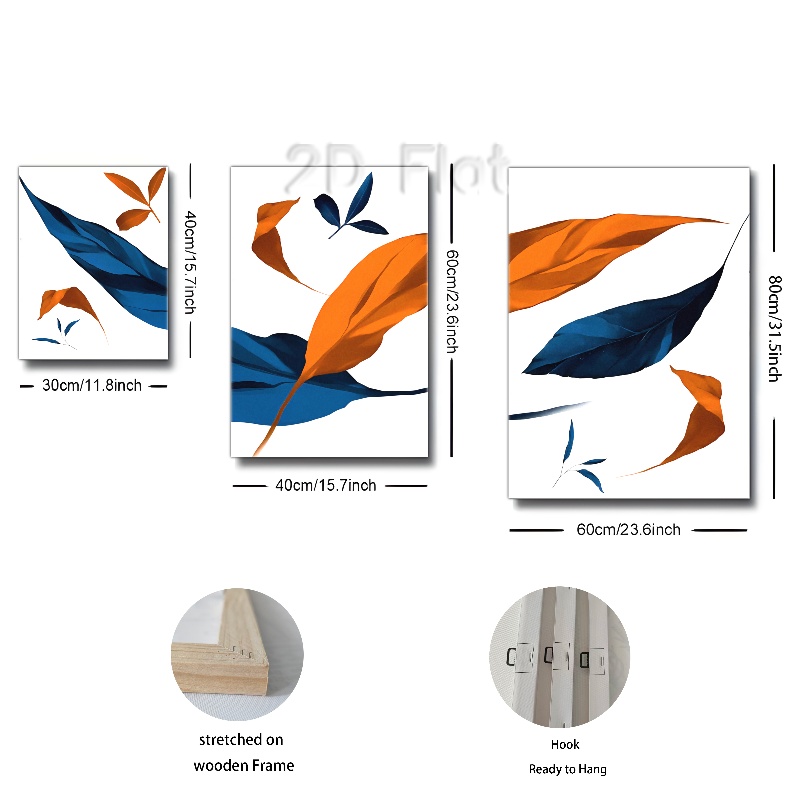 2D Flat
40cm/15.7inch
30cm/11.8inch
60cm/23.6inch
40cm/15.7inch
80cm/31.5inch
60cm/23.6inch
stretched on
wooden Frame
Hook
Ready to Hang